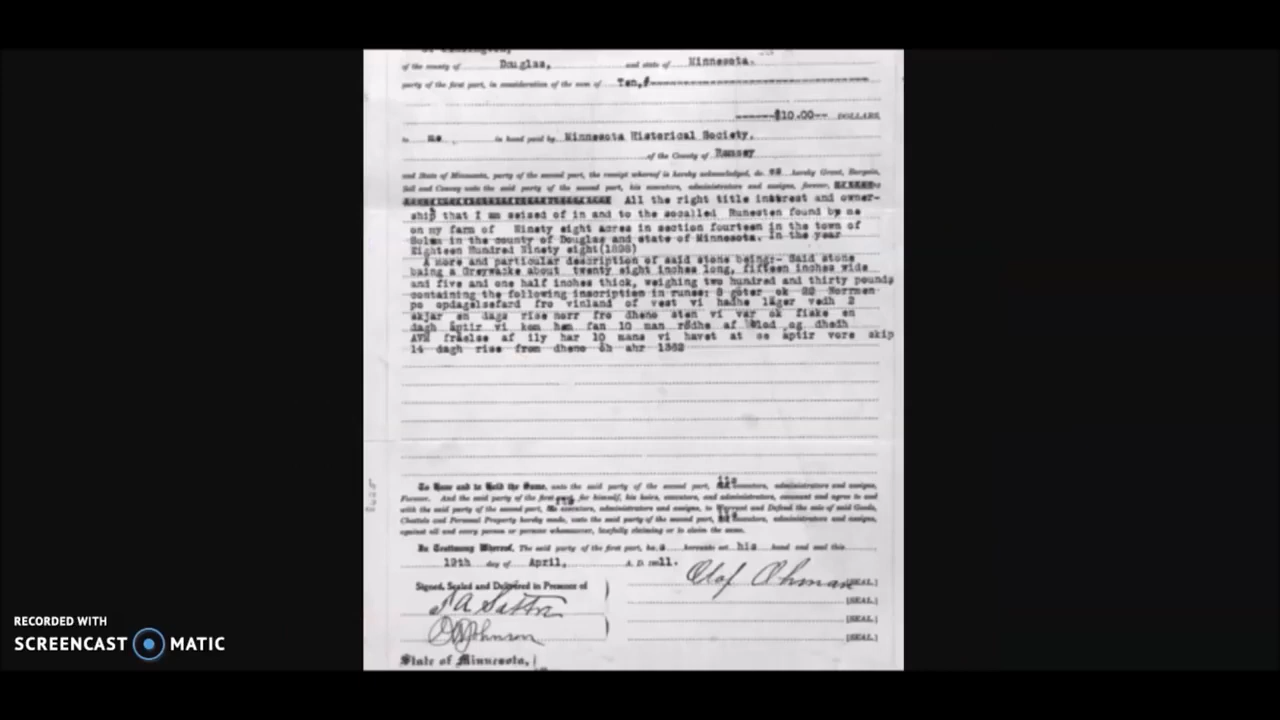 of the county of Douglas, and state of Minnesota.
party of the first part, in consideration of the sum of Ten,
$10.00 DOLLARS,
to me in hand paid by Minnesota Historical Society.
of the County of Ramsey
and State of Minnesota, party of the second part, the receipt whereof is hereby acknowledged, do hereby Grant, Bargain,
Sell and Convey unto the said party of the second part, his executors, administrators and assigns, forever,
All the right title interest and owner-
ship that I am seised of in and to the socalled Runesten found by me
on my farm of Ninety eight acres in section fourteen in the town of
Solem in the county of Douglas and state of Minnesota. In the year
Eighteen Hundred Ninety eight(1898)
A more and particular description of said stone being:- Said stone
being a Greywacke about twenty eight inches long, fifteen inches wide
and five and one half inches thick, weighing two hundred and thirty pounds
containing the following inscription in runes: 8 göter ok 22 Norrmen
po opdagelsefard fro vinland of vest vi hadhe läger vedh 2
skjar en dags rise norr fro dheno sten vi var ok fiske en
dagh äptir vi kom hem fan 10 man rödhe af blod og dhedh
AVM fräelse af ily har 10 mans vi havet at se äptir vore skip
14 dagh rise from dheno öh ahr 1362
To Have and to Hold the Same, unto the said party of the second part, its executors, administrators and assigns,
Forever. And the said party of the first part, for himself, his heirs, executors, and administrators, covenant and agree to and
with the said party of the second part, its executors, administrators and assigns, to Warrant and Defend the sale of said Goods,
Chattels and Personal Property hereby made, unto the said party of the second part, its executors, administrators and assigns,
against all and every person or persons whomsoever, lawfully claiming or to claim the same.
In Testimony Whereof, The said party of the first part, has hereunto set his hand and seal this
19th day of April, A. D. 1911.
Signed, Sealed and Delivered in Presence of
Olof Ohman [SEAL]
[SEAL]
[SEAL]
[SEAL]
Johnson
State of Minnesota,
RECORDED WITH
SCREENCAST MATIC